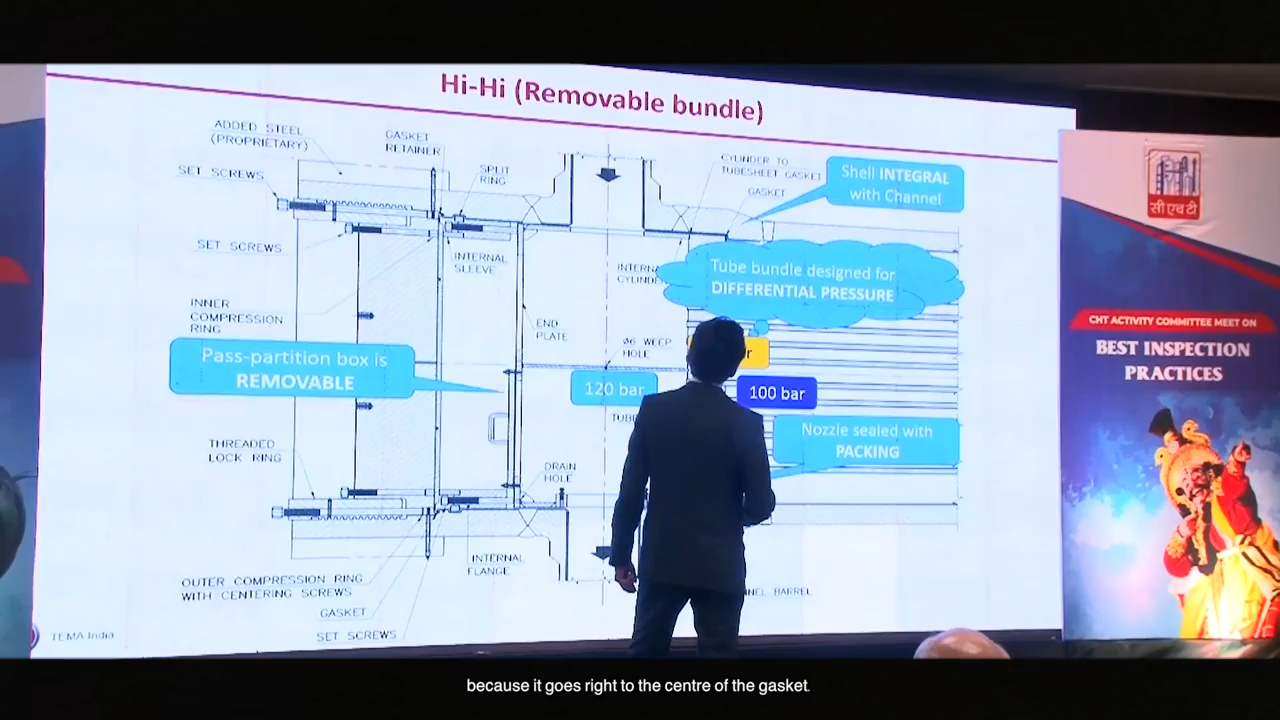 Hi-Hi (Removable bundle)
ADDED STEEL
(PROPRIETARY)
GASKET
RETAINER
SET SCREWS
SPLIT
RING
CYLINDER TO
TUBESHEET GASKET
GASKET
Shell INTEGRAL
with Channel
SET SCREWS
INTERNAL
SLEEVE
Tube bundle designed for
DIFFERENTIAL PRESSURE
INNER
COMPRESSION
RING
END
PLATE
ø6 WEEP
HOLE
Pass-partition box is
REMOVABLE
120 bar
100 bar
Nozzle sealed with
PACKING
THREADED
LOCK RING
DRAIN
HOLE
INTERNAL
FLANGE
OUTER COMPRESSION RING
WITH CENTERING SCREWS
GASKET
SET SCREWS
BARREL
TEMA India
सीएचटी
CHT ACTIVITY COMMITTEE MEET ON
BEST INSPECTION
PRACTICES
because it goes right to the centre of the gasket.